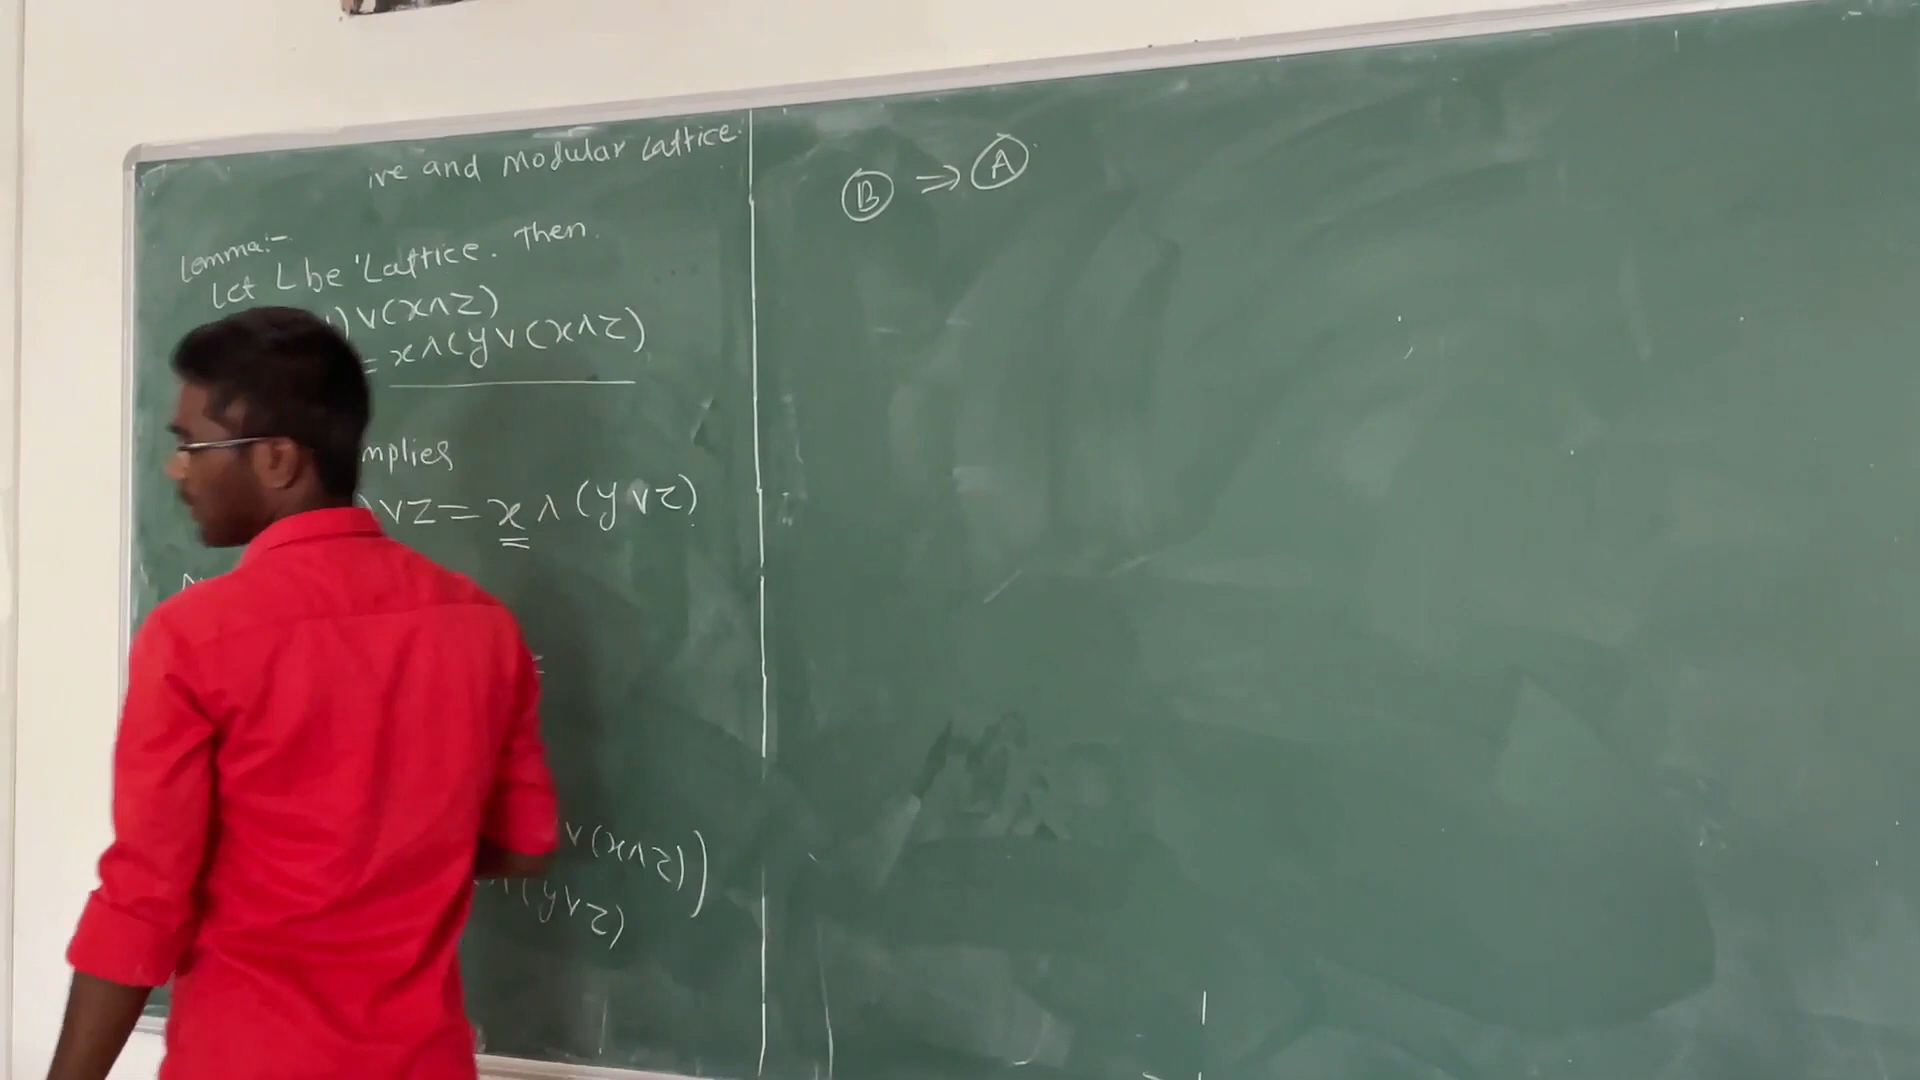 ive and Modular Lattice.
Lemma:-
Let L be Lattice. Then.
) ∨(x∧z)
= x∧(y∨(x∧z)
mplies
)∨z = x ∧ (y∨z)
∨(x∧z))
∧(y∨z)
B ⇒ A